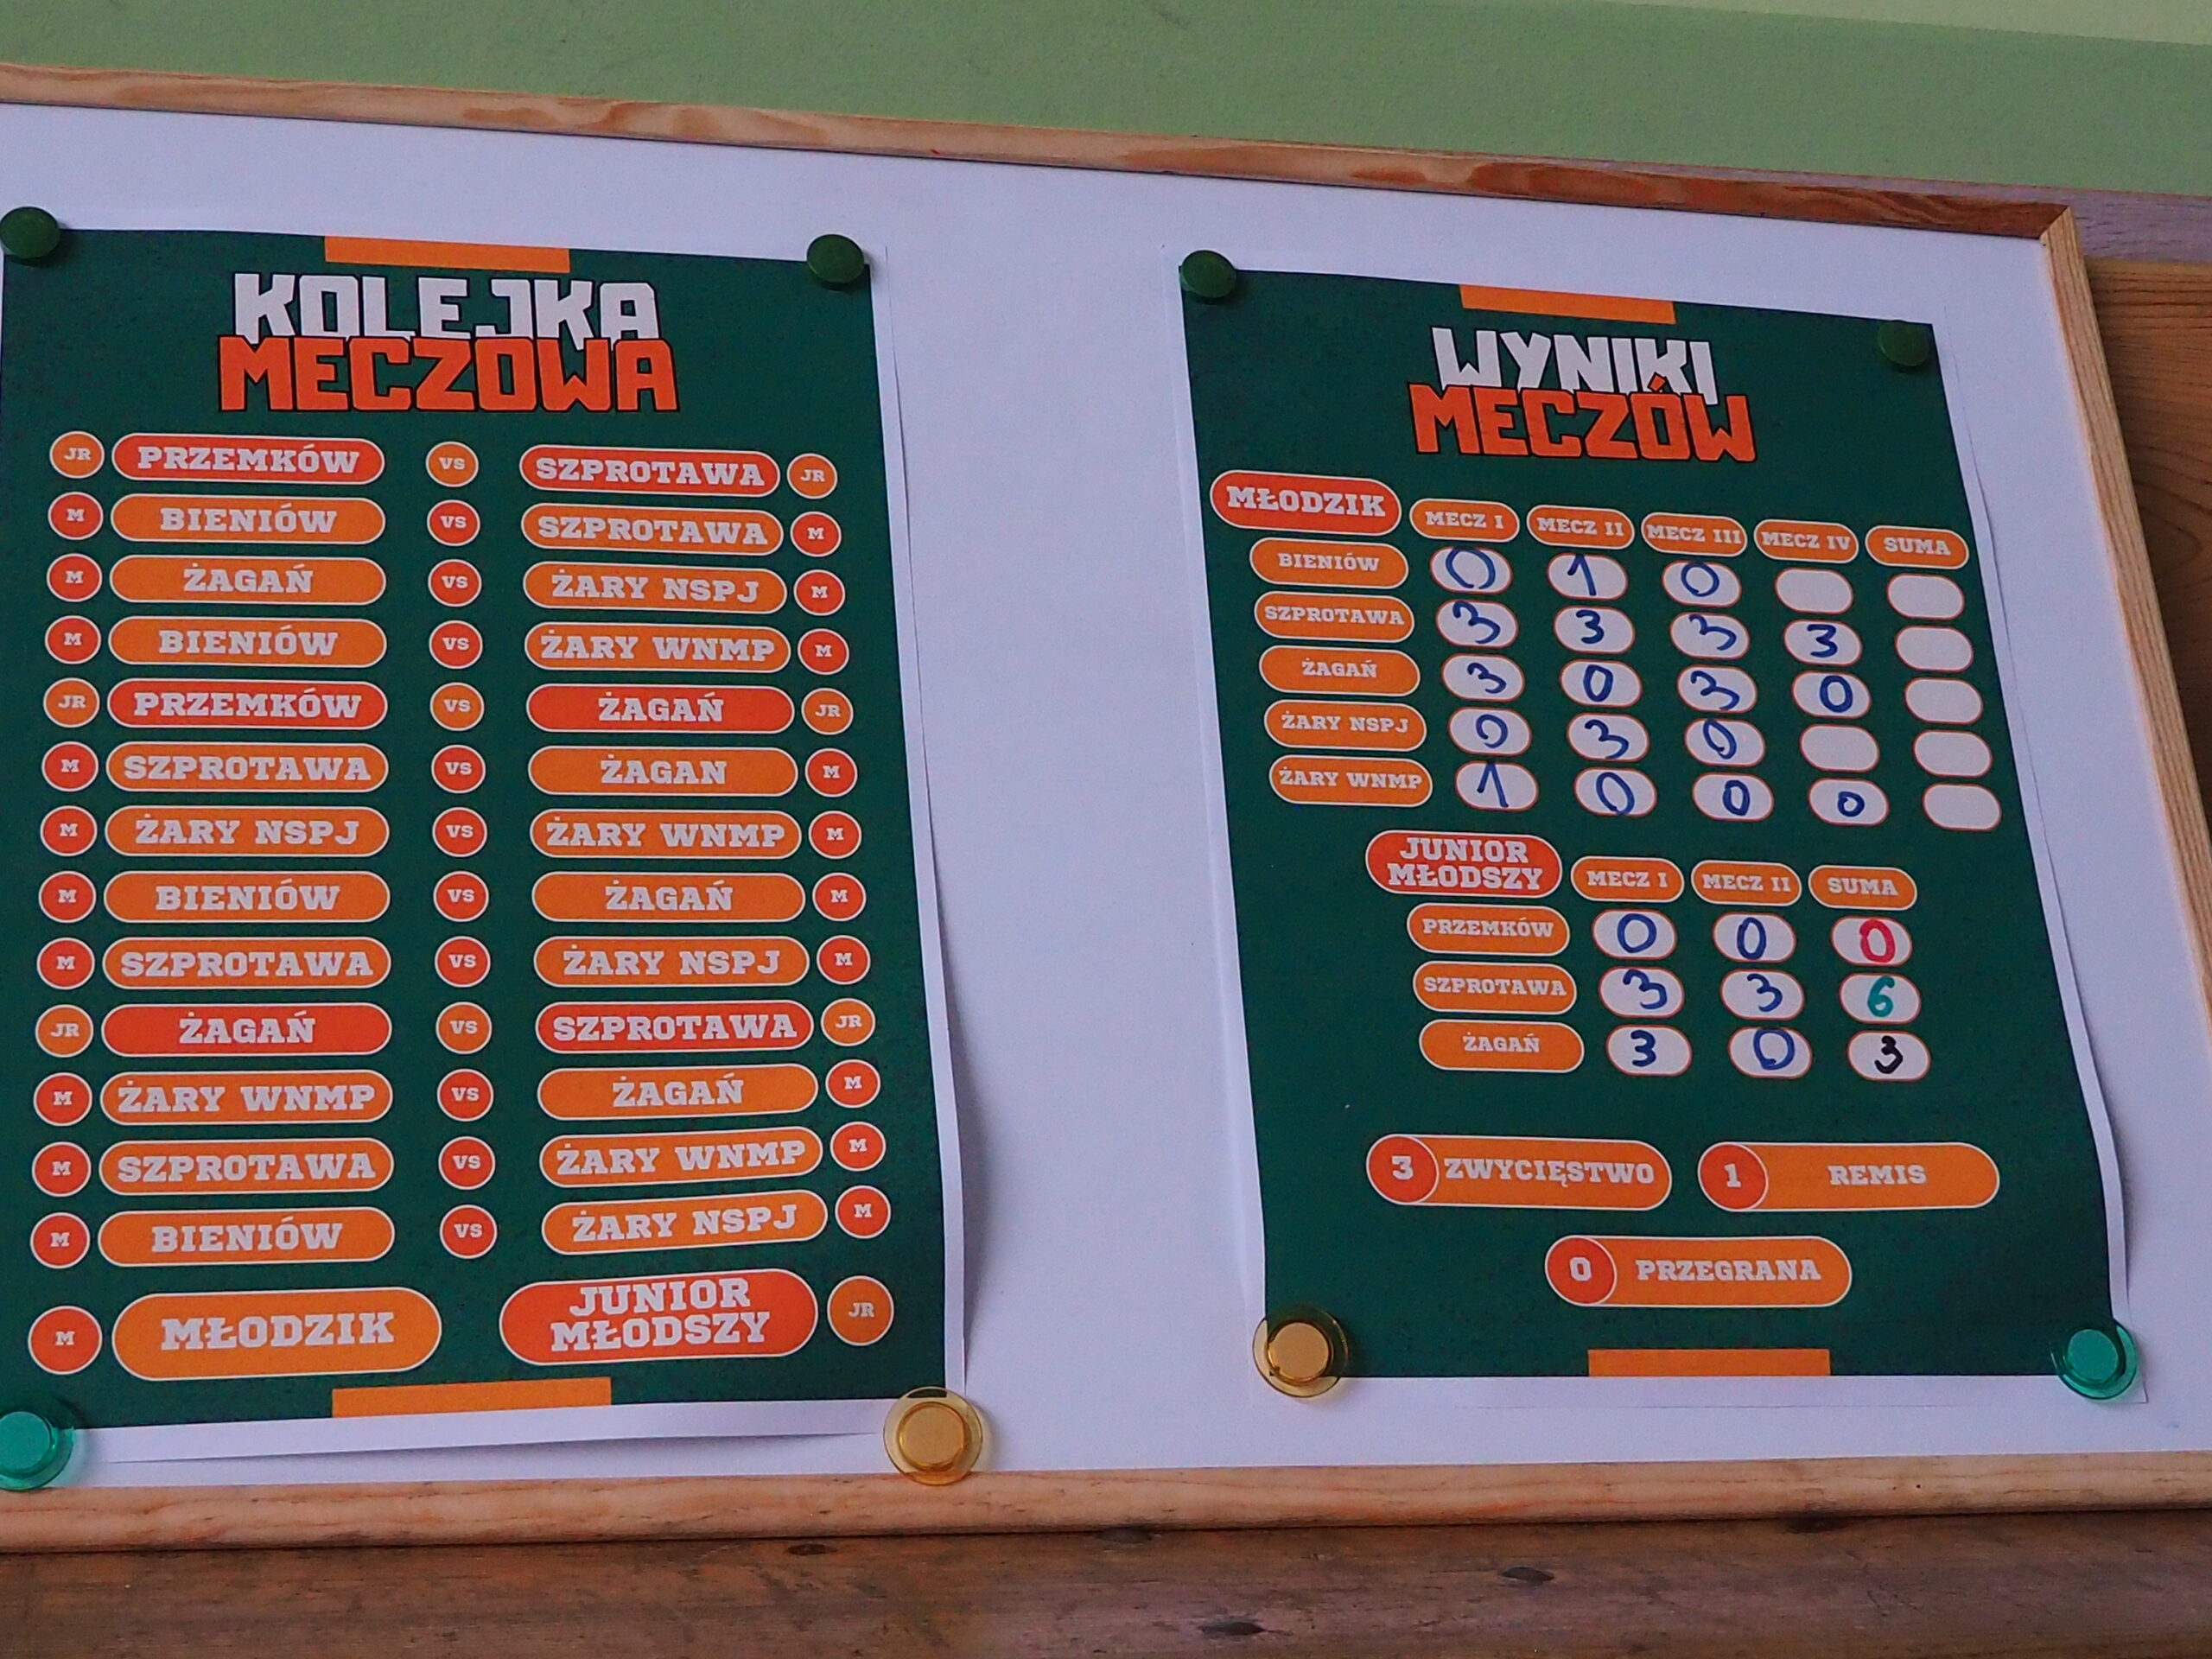 KOLEJKA
MECZOWA
JR PRZEMKÓW VS SZPROTAWA JR
M BIENIÓW VS SZPROTAWA M
M ŻAGAŃ VS ŻARY NSPJ M
M BIENIÓW VS ŻARY WNMP M
JR PRZEMKÓW VS ŻAGAŃ JR
M SZPROTAWA VS ŻAGAN M
M ŻARY NSPJ VS ŻARY WNMP M
M BIENIÓW VS ŻAGAŃ M
M SZPROTAWA VS ŻARY NSPJ M
JR ŻAGAŃ VS SZPROTAWA JR
M ŻARY WNMP VS ŻAGAŃ M
M SZPROTAWA VS ŻARY WNMP M
M BIENIÓW VS ŻARY NSPJ M
M MŁODZIK JUNIOR MŁODSZY JR
WYNIKI
MECZÓW
MŁODZIK MECZ I MECZ II MECZ III MECZ IV SUMA
BIENIÓW 0 1 0
SZPROTAWA 3 3 3 3
ŻAGAŃ 3 0 3 0
ŻARY NSPJ 0 3 0
ŻARY WNMP 1 0 0 0
JUNIOR
MŁODSZY MECZ I MECZ II SUMA
PRZEMKÓW 0 0 0
SZPROTAWA 3 3 6
ŻAGAŃ 3 0 3
3 ZWYCIĘSTWO 1 REMIS
0 PRZEGRANA